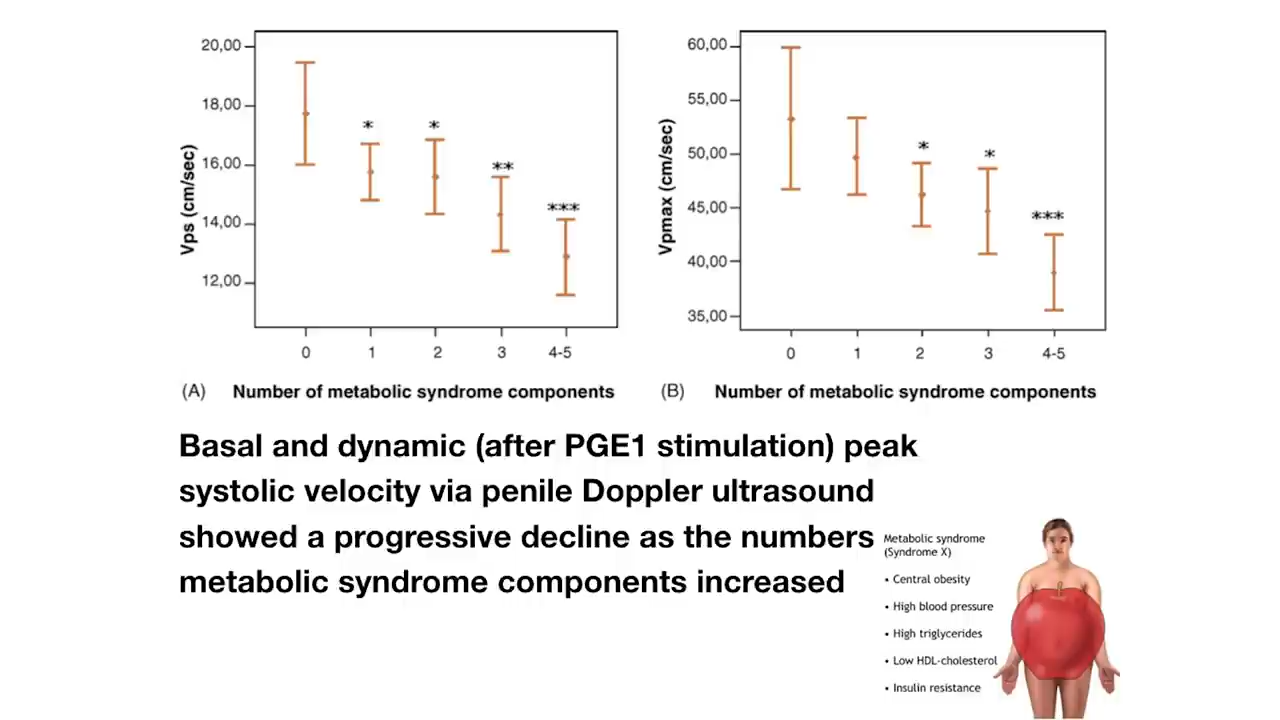 20,00
18,00
16,00
14,00
12,00
Vps (cm/sec)
*
*
**
***
0 1 2 3 4-5
(A) Number of metabolic syndrome components
60,00
55,00
50,00
45,00
40,00
35,00
Vpmax (cm/sec)
*
*
***
0 1 2 3 4-5
(B) Number of metabolic syndrome components
Basal and dynamic (after PGE1 stimulation) peak
systolic velocity via penile Doppler ultrasound
showed a progressive decline as the numbers
metabolic syndrome components increased
Metabolic syndrome
(Syndrome X)
• Central obesity
• High blood pressure
• High triglycerides
• Low HDL-cholesterol
• Insulin resistance